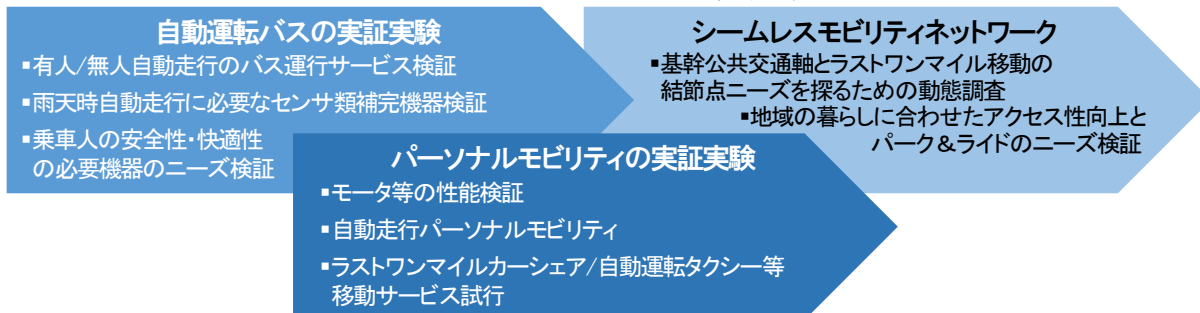 自動運転バスの実証実験
▪有人/無人自動走行のバス運行サービス検証
▪雨天時自動走行に必要なセンサ類補完機器検証
▪乗車人の安全性・快適性
の必要機器のニーズ検証
シームレスモビリティネットワーク
▪基幹公共交通軸とラストワンマイル移動の
結節点ニーズを探るための動態調査
▪地域の暮らしに合わせたアクセス性向上と
パーク&ライドのニーズ検証
パーソナルモビリティの実証実験
▪モータ等の性能検証
▪自動走行パーソナルモビリティ
▪ラストワンマイルカーシェア/自動運転タクシー等
移動サービス試行